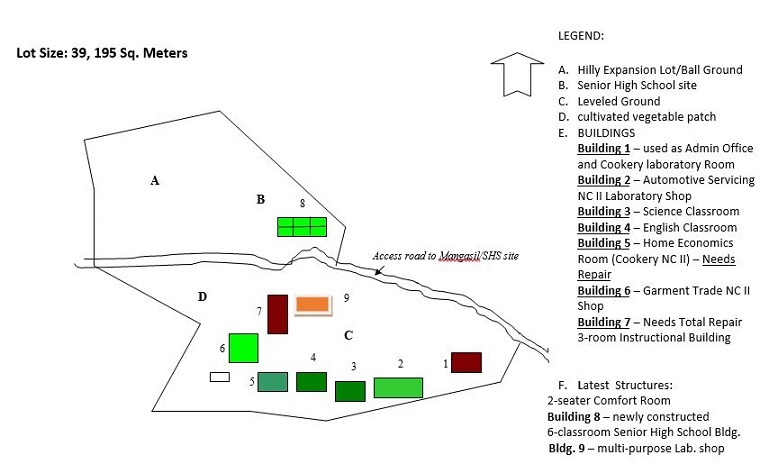 LEGEND:
Lot Size: 39, 195 Sq. Meters
A. Hilly Expansion Lot/Ball Ground
B. Senior High School site
C. Leveled Ground
D. cultivated vegetable patch
E. BUILDINGS
Building 1 – used as Admin Office
and Cookery laboratory Room
Building 2 – Automotive Servicing
NC II Laboratory Shop
Building 3 – Science Classroom
Building 4 – English Classroom
Building 5 – Home Economics
Room (Cookery NC II) – Needs
Repair
Building 6 – Garment Trade NC II
Shop
Building 7 – Needs Total Repair
3-room Instructional Building
F. Latest Structures:
2-seater Comfort Room
Building 8 – newly constructed
6-classroom Senior High School Bldg.
Bldg. 9 – multi-purpose Lab. shop
A
B
8
Access road to Mangasil/SHS site
D
9
7
C
6
4
3
2
1
5